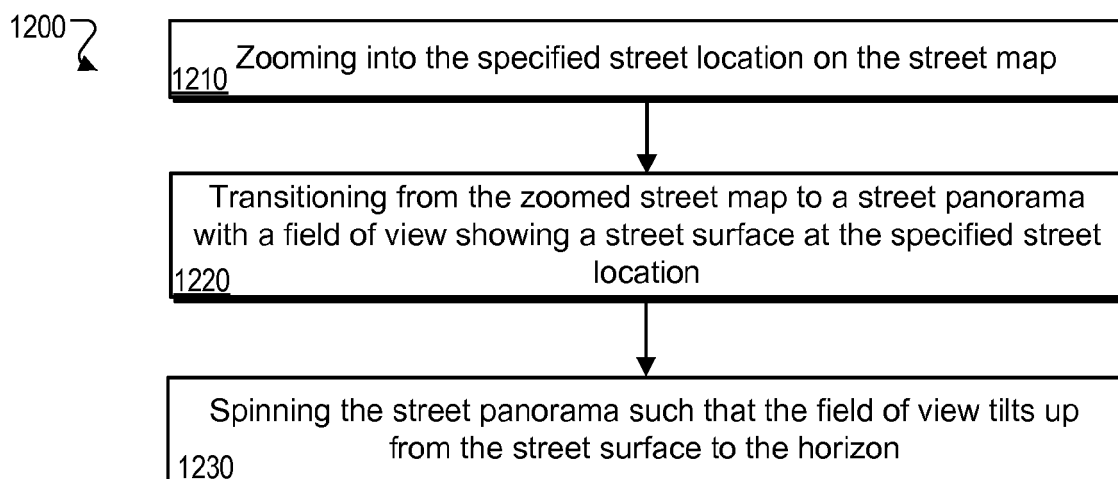 1200
Zooming into the specified street location on the street map
1210
Transitioning from the zoomed street map to a street panorama
with a field of view showing a street surface at the specified street
location
1220
Spinning the street panorama such that the field of view tilts up
from the street surface to the horizon
1230